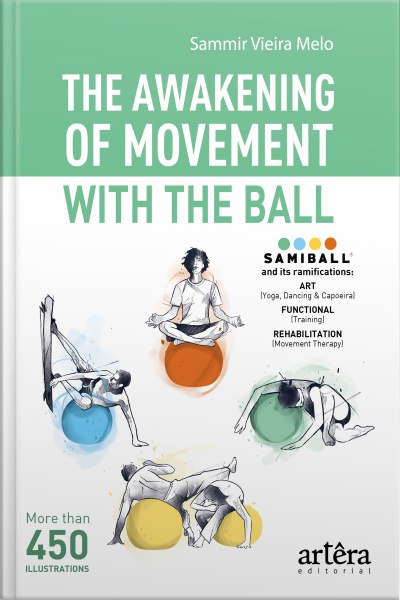 Sammir Vieira Melo
THE AWAKENING
OF MOVEMENT
WITH THE BALL
SAMIBALL®
and its ramifications:
ART
(Yoga, Dancing & Capoeira)
FUNCTIONAL
(Training)
REHABILITATION
(Movement Therapy)
More than
450
ILLUSTRATIONS
artêra
editorial